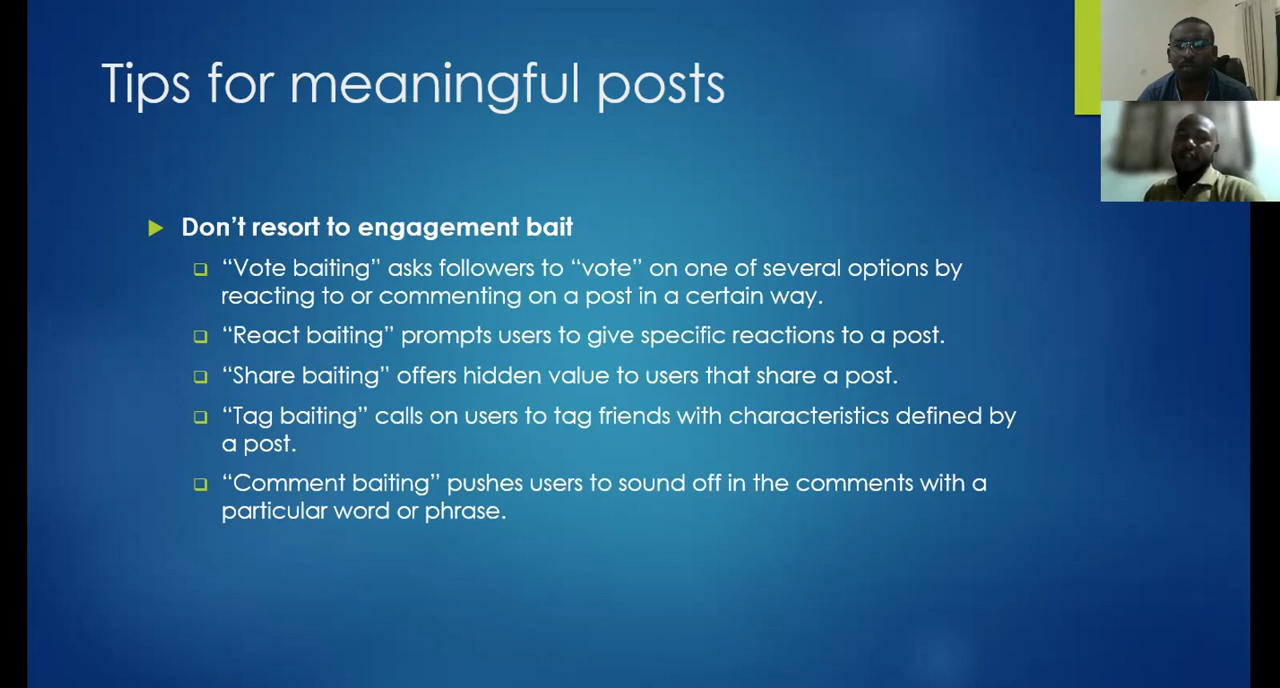 Tips for meaningful posts
Don’t resort to engagement bait
“Vote baiting” asks followers to “vote” on one of several options by
reacting to or commenting on a post in a certain way.
“React baiting” prompts users to give specific reactions to a post.
“Share baiting” offers hidden value to users that share a post.
“Tag baiting” calls on users to tag friends with characteristics defined by
a post.
“Comment baiting” pushes users to sound off in the comments with a
particular word or phrase.